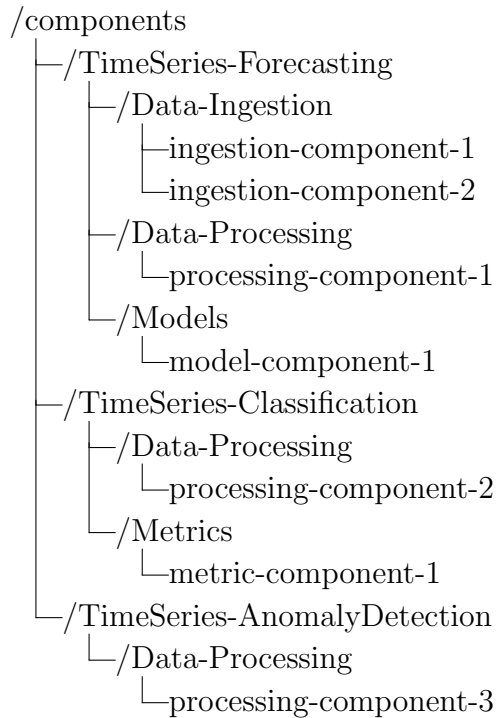 /components
/TimeSeries-Forecasting
/Data-Ingestion
ingestion-component-1
ingestion-component-2
/Data-Processing
processing-component-1
/Models
model-component-1
/TimeSeries-Classification
/Data-Processing
processing-component-2
/Metrics
metric-component-1
/TimeSeries-AnomalyDetection
/Data-Processing
processing-component-3